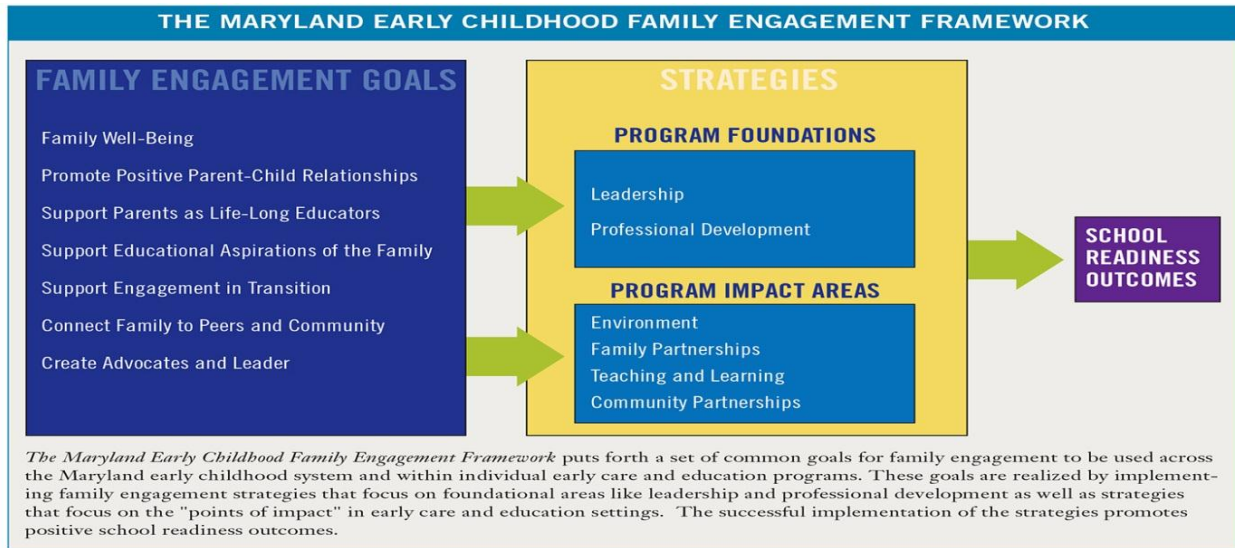 THE MARYLAND EARLY CHILDHOOD FAMILY ENGAGEMENT FRAMEWORK
FAMILY ENGAGEMENT GOALS
Family Well-Being
Promote Positive Parent-Child Relationships
Support Parents as Life-Long Educators
Support Educational Aspirations of the Family
Support Engagement in Transition
Connect Family to Peers and Community
Create Advocates and Leader
STRATEGIES
PROGRAM FOUNDATIONS
Leadership
Professional Development
PROGRAM IMPACT AREAS
Environment
Family Partnerships
Teaching and Learning
Community Partnerships
SCHOOL
READINESS
OUTCOMES
The Maryland Early Childhood Family Engagement Framework puts forth a set of common goals for family engagement to be used across
the Maryland early childhood system and within individual early care and education programs. These goals are realized by implement-
ing family engagement strategies that focus on foundational areas like leadership and professional development as well as strategies
that focus on the "points of impact" in early care and education settings. The successful implementation of the strategies promotes
positive school readiness outcomes.